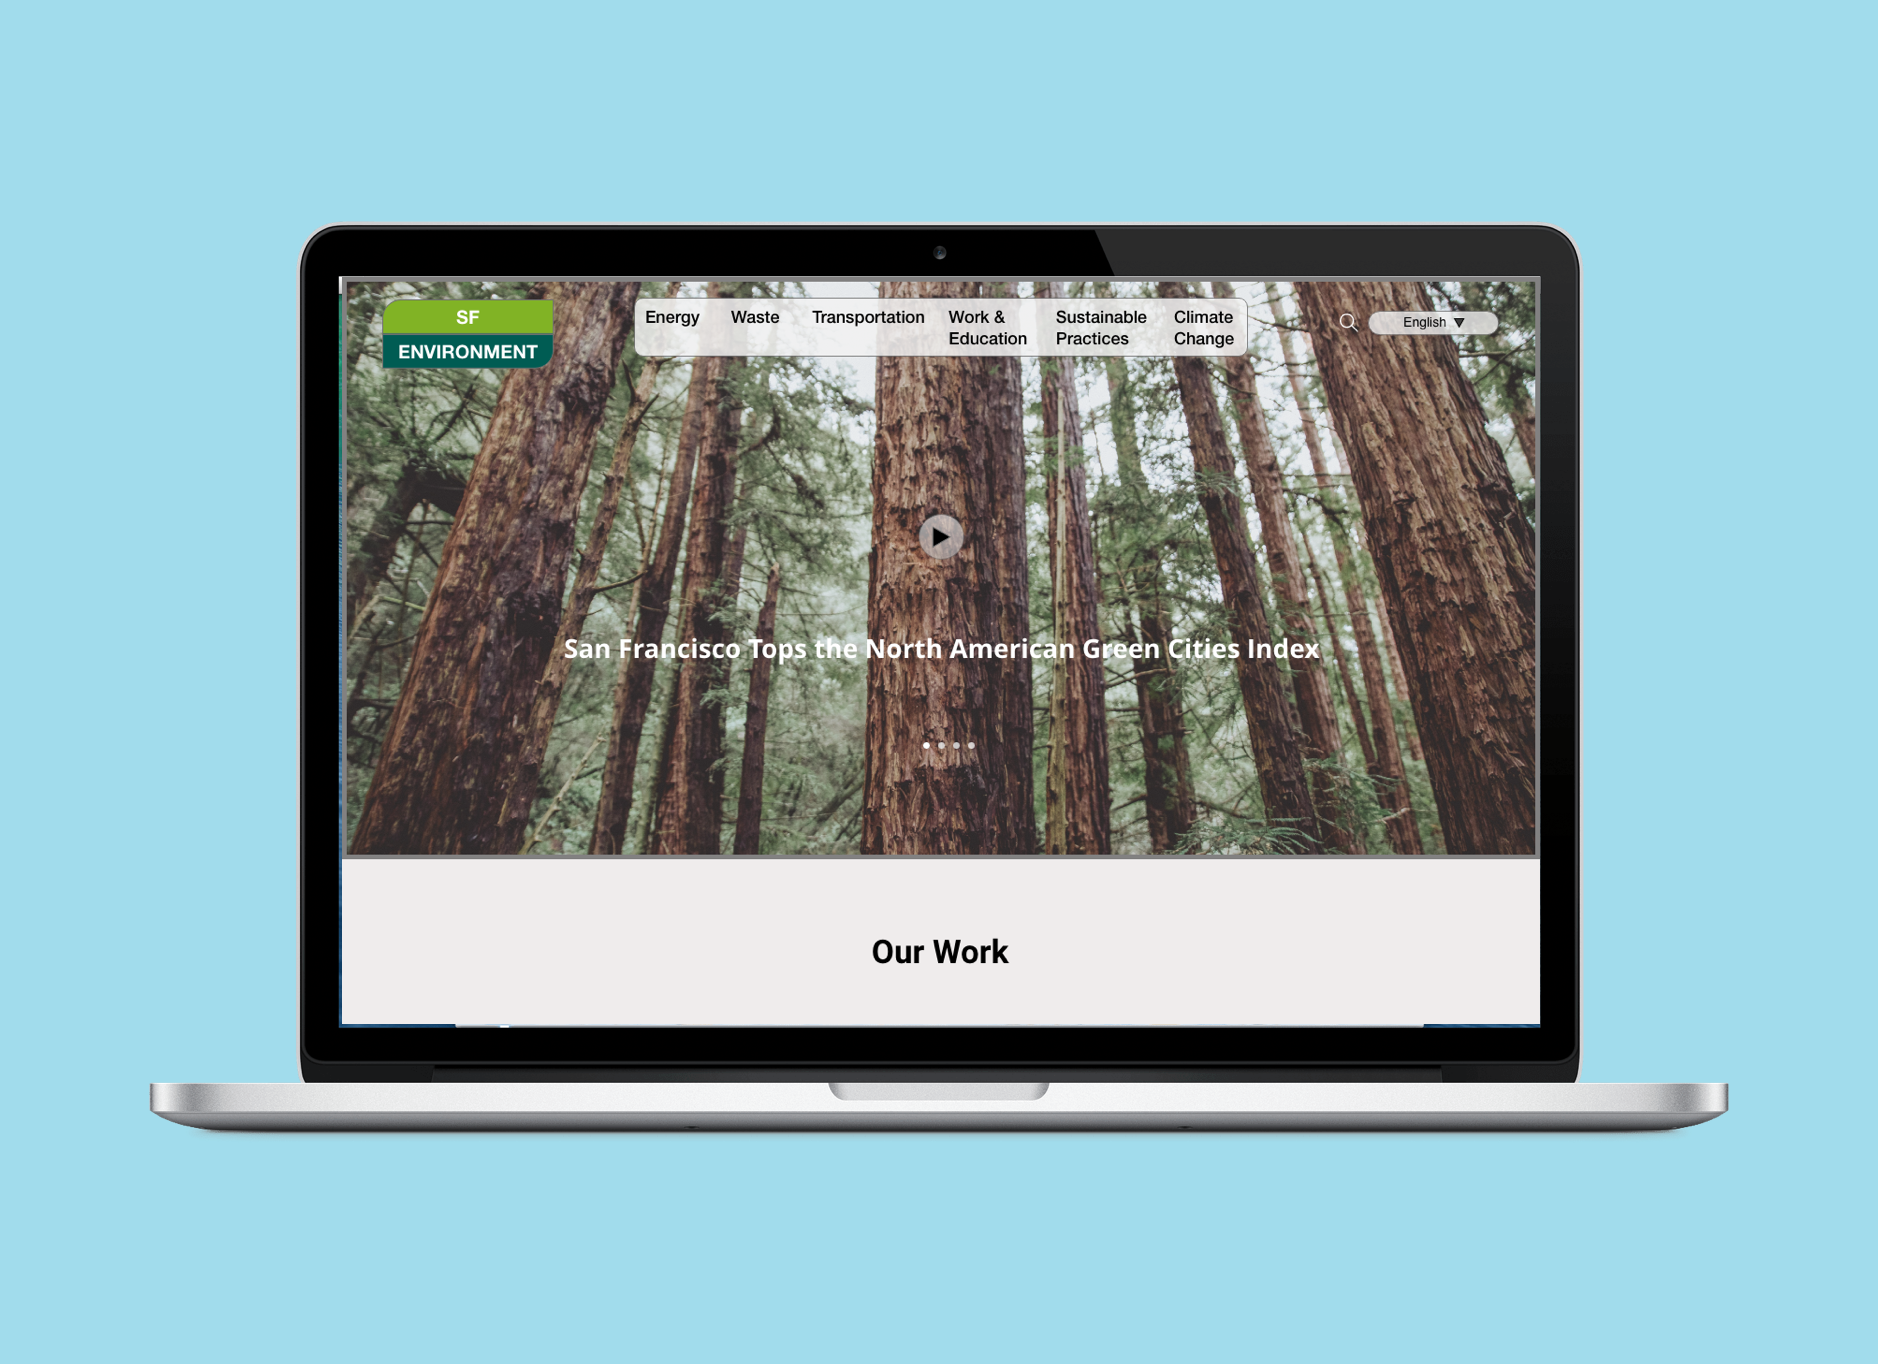 SF
ENVIRONMENT
Energy
Waste
Transportation
Work &
Education
Sustainable
Practices
Climate
Change
English
San Francisco Tops the North American Green Cities Index
Our Work